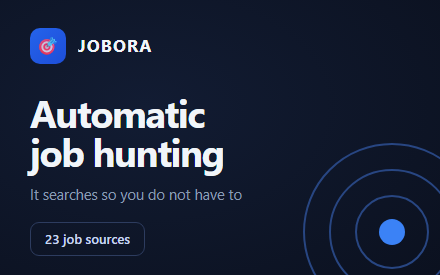 JOBORA
Automatic
job hunting
It searches so you do not have to
23 job sources